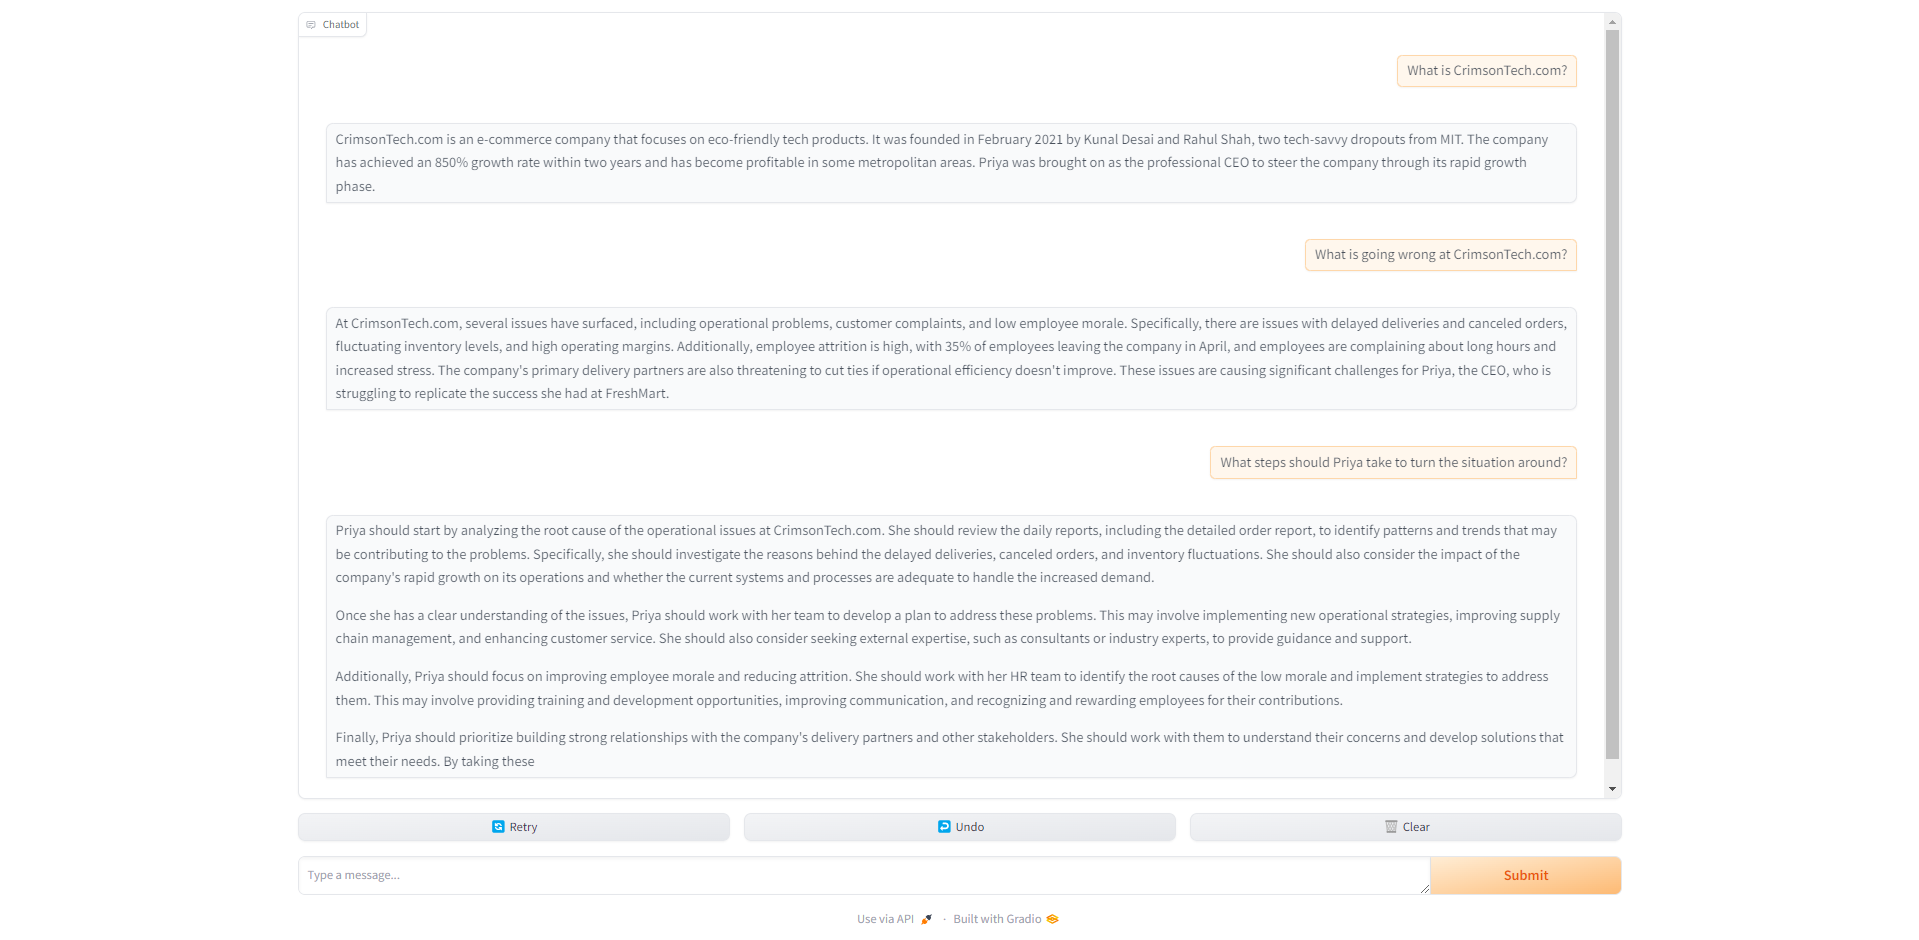 Chatbot
What is CrimsonTech.com?
CrimsonTech.com is an e-commerce company that focuses on eco-friendly tech products. It was founded in February 2021 by Kunal Desai and Rahul Shah, two tech-savvy dropouts from MIT. The company
has achieved an 850% growth rate within two years and has become profitable in some metropolitan areas. Priya was brought on as the professional CEO to steer the company through its rapid growth
phase.
What is going wrong at CrimsonTech.com?
At CrimsonTech.com, several issues have surfaced, including operational problems, customer complaints, and low employee morale. Specifically, there are issues with delayed deliveries and canceled orders,
fluctuating inventory levels, and high operating margins. Additionally, employee attrition is high, with 35% of employees leaving the company in April, and employees are complaining about long hours and
increased stress. The company's primary delivery partners are also threatening to cut ties if operational efficiency doesn't improve. These issues are causing significant challenges for Priya, the CEO, who is
struggling to replicate the success she had at FreshMart.
What steps should Priya take to turn the situation around?
Priya should start by analyzing the root cause of the operational issues at CrimsonTech.com. She should review the daily reports, including the detailed order report, to identify patterns and trends that may
be contributing to the problems. Specifically, she should investigate the reasons behind the delayed deliveries, canceled orders, and inventory fluctuations. She should also consider the impact of the
company's rapid growth on its operations and whether the current systems and processes are adequate to handle the increased demand.
Once she has a clear understanding of the issues, Priya should work with her team to develop a plan to address these problems. This may involve implementing new operational strategies, improving supply
chain management, and enhancing customer service. She should also consider seeking external expertise, such as consultants or industry experts, to provide guidance and support.
Additionally, Priya should focus on improving employee morale and reducing attrition. She should work with her HR team to identify the root causes of the low morale and implement strategies to address
them. This may involve providing training and development opportunities, improving communication, and recognizing and rewarding employees for their contributions.
Finally, Priya should prioritize building strong relationships with the company's delivery partners and other stakeholders. She should work with them to understand their concerns and develop solutions that
meet their needs. By taking these
Retry
Undo
Clear
Type a message...
Submit
Use via API · Built with Gradio